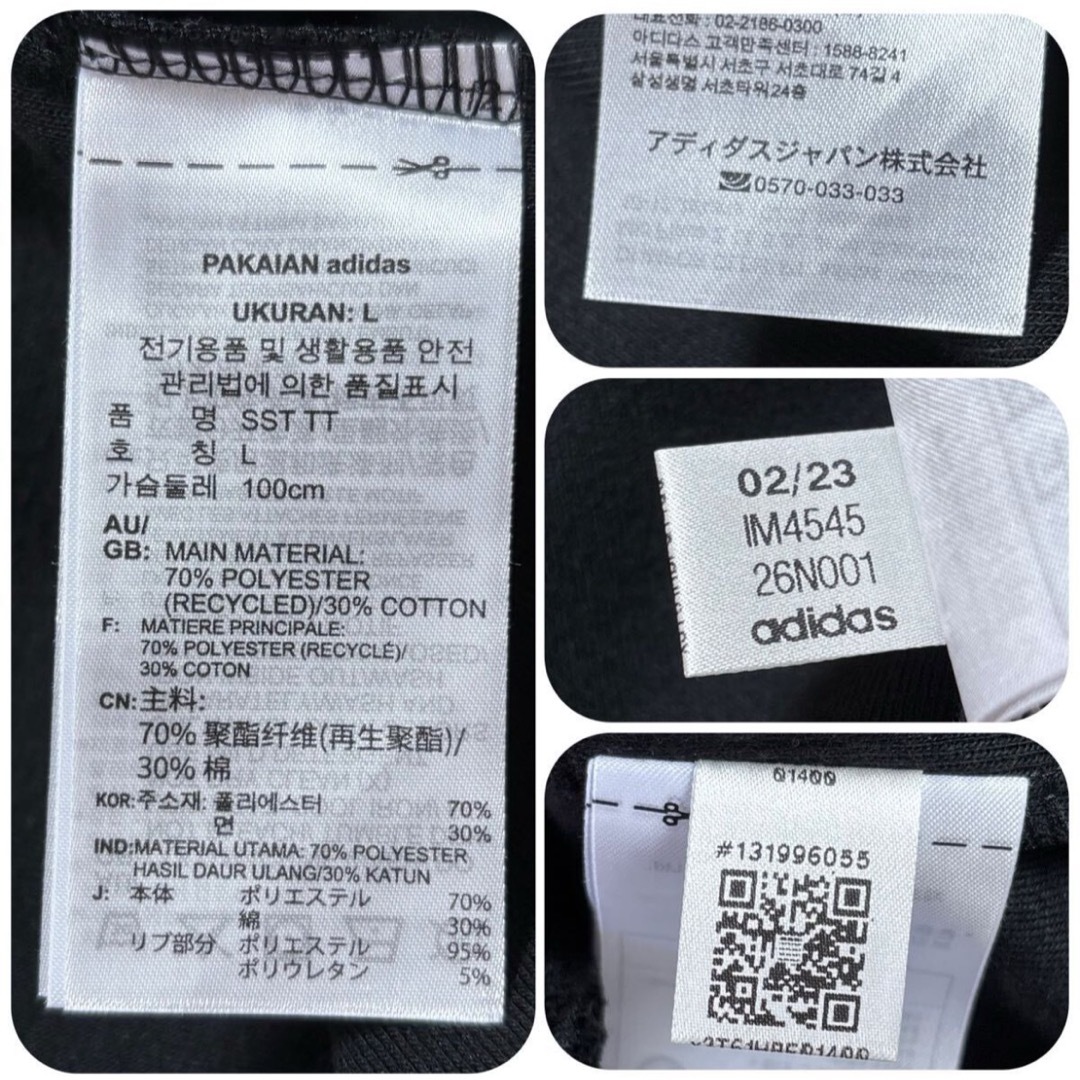 PAKAIAN adidas
UKURAN: L
전기용품 및 생활용품 안전
관리법에 의한 품질표시
품 명 SST TT
호 칭 L
가슴둘레 100cm
AU/
GB: MAIN MATERIAL:
70% POLYESTER
(RECYCLED)/30% COTTON
F: MATIERE PRINCIPALE:
70% POLYESTER (RECYCLÉ)/
30% COTON
CN: 主料:
70% 聚酯纤维(再生聚酯)/
30% 棉
KOR: 주소재: 폴리에스터 70%
면 30%
IND: MATERIAL UTAMA: 70% POLYESTER
HASIL DAUR ULANG/30% KATUN
J: 本体 ポリエステル 70%
綿 30%
リブ部分 ポリエステル 95%
ポリウレタン 5%
대표전화 : 02-2186-0300
아디다스 고객만족센터 : 1588-8241
서울특별시 서초구 서초대로 74길 4
삼성생명 서초타워24층
アディダスジャパン株式会社
0570-033-033
02/23
IM4545
26N001
adidas
01400
#131996055